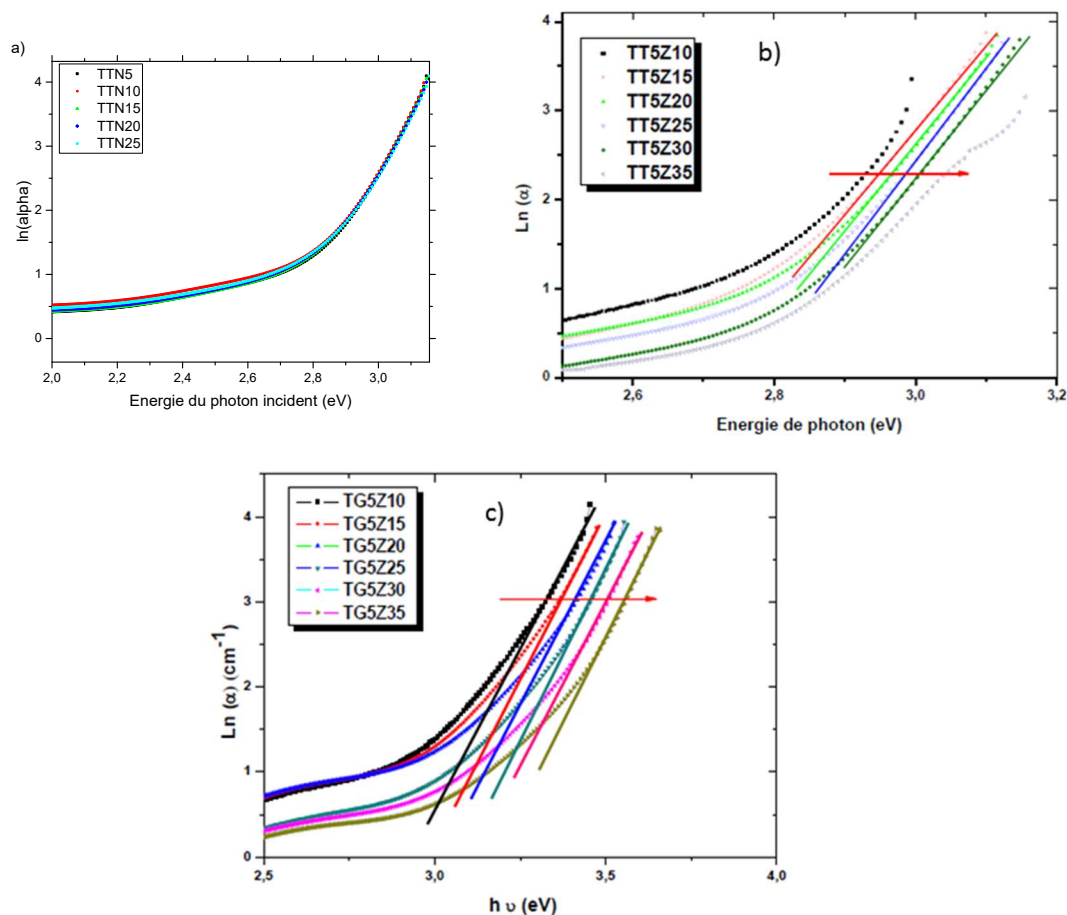 a)
TTN5
TTN10
TTN15
TTN20
TTN25
ln(alpha)
4
3
2
1
0
2,0 2,2 2,4 2,6 2,8 3,0
Energie du photon incident (eV)
b)
TT5Z10
TT5Z15
TT5Z20
TT5Z25
TT5Z30
TT5Z35
Ln (α)
4
3
2
1
0
2,6 2,8 3,0 3,2
Energie de photon (eV)
c)
TG5Z10
TG5Z15
TG5Z20
TG5Z25
TG5Z30
TG5Z35
Ln (α) (cm⁻¹)
4
3
2
1
0
2,5 3,0 3,5 4,0
h υ (eV)